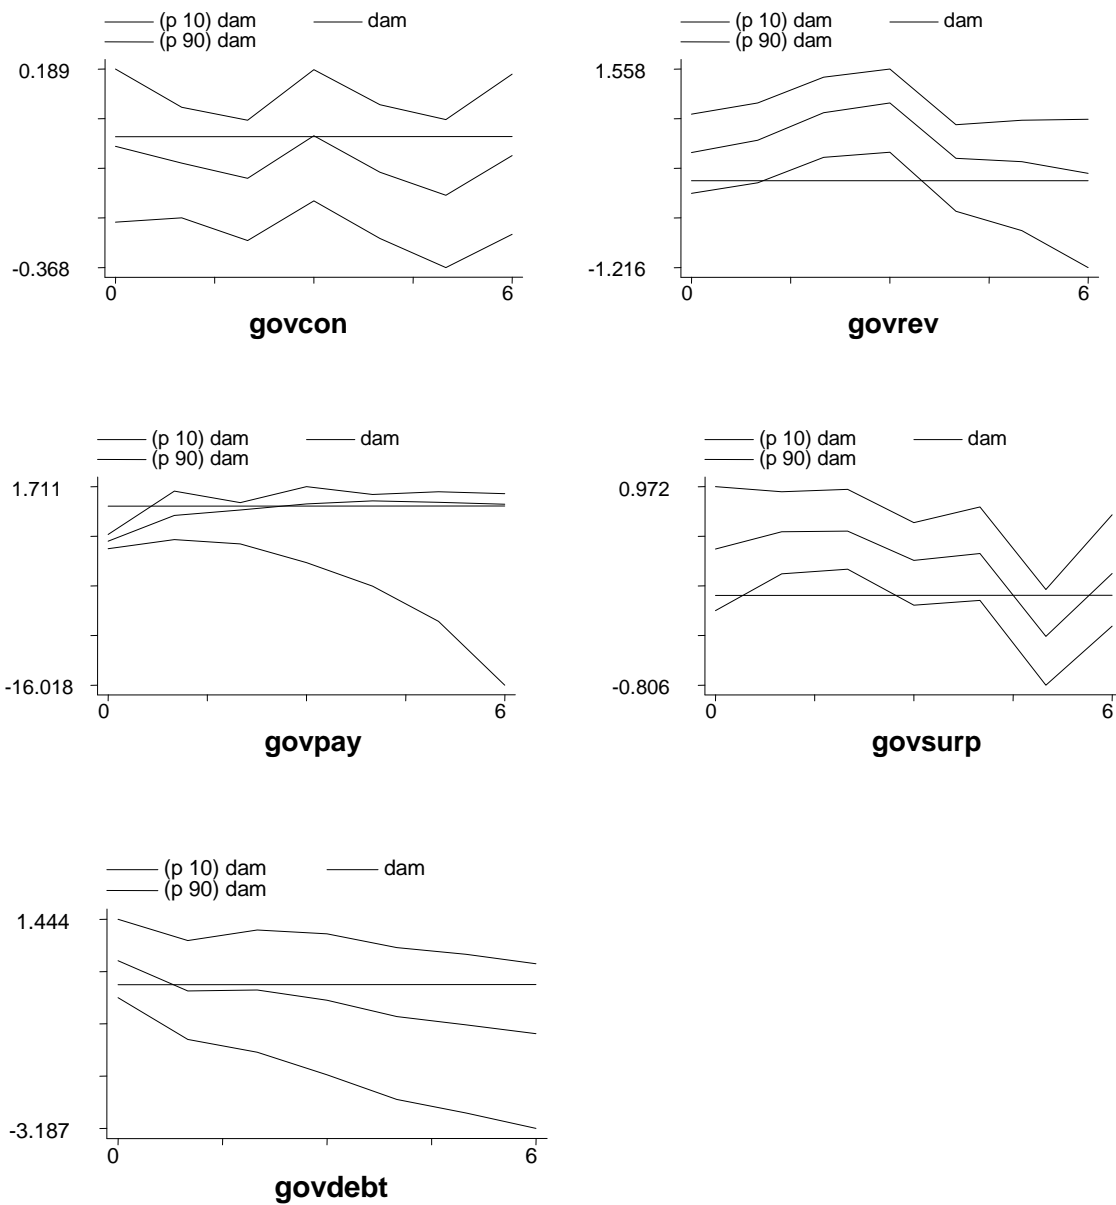 (p 10) dam dam
(p 90) dam
0.189
-0.368
0 6
govcon
(p 10) dam dam
(p 90) dam
1.558
-1.216
0 6
govrev
(p 10) dam dam
(p 90) dam
1.711
-16.018
0 6
govpay
(p 10) dam dam
(p 90) dam
0.972
-0.806
0 6
govsurp
(p 10) dam dam
(p 90) dam
1.444
-3.187
0 6
govdebt